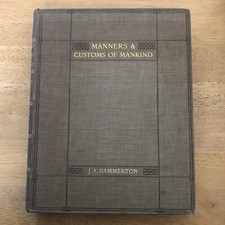 MANNERS &
CUSTOMS OF MANKIND
J. A. HAMMERTON